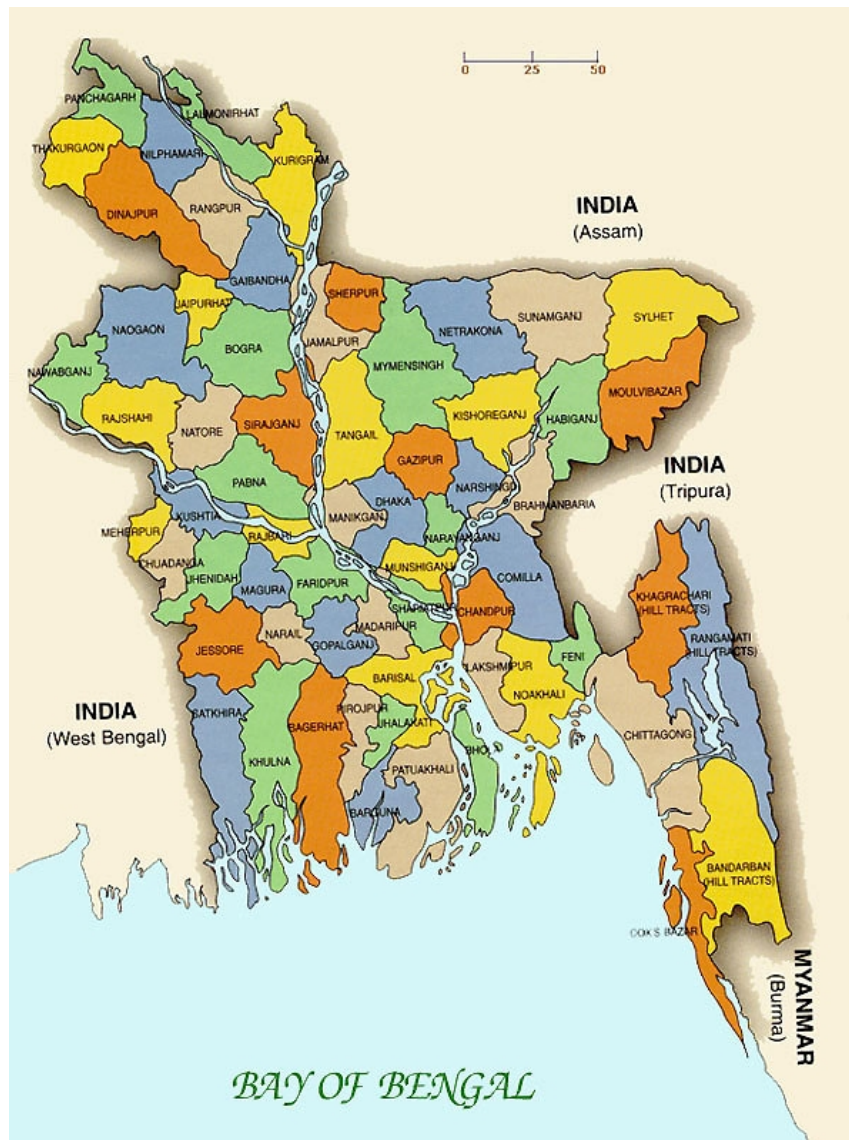 0 25 50
PANCHAGARH
LALMONIRHAT
THAKURGAON
NILPHAMARI
KURIGRAM
DINAJPUR
RANGPUR
INDIA
(Assam)
GAIBANDHA
JAIPURHAT
SHERPUR
NAOGAON
NETRAKONA
SUNAMGANJ
SYLHET
BOGRA
JAMALPUR
MYMENSINGH
NAWABGANJ
MOULVIBAZAR
RAJSHAHI
NATORE
SIRAJGANJ
TANGAIL
KISHOREGANJ
HABIGANJ
GAZIPUR
INDIA
(Tripura)
PABNA
DHAKA
NARSHINGDI
BRAHMANBARIA
KUSHTIA
MANIKGANJ
MEHERPUR
RAJBARI
NARAYANGANJ
CHUADANGA
JHENIDAH
MUNSHIGANJ
COMILLA
MAGURA
FARIDPUR
KHAGRACHARI
(HILL TRACTS)
SHARIATPUR
CHANDPUR
MADARIPUR
NARAIL
GOPALGANJ
JESSORE
RANGAMATI
(HILL TRACTS)
FENI
LAKSHMIPUR
BARISAL
NOAKHALI
INDIA
(West Bengal)
SATKHIRA
PIROJPUR
BAGERHAT
JHALAKATI
CHITTAGONG
KHULNA
BHOLA
PATUAKHALI
BARGUNA
BANDARBAN
(HILL TRACTS)
COX'S BAZAR
MYANMAR
(Burma)
BAY OF BENGAL